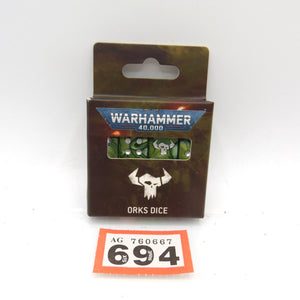 WARHAMMER
40,000
ORKS DICE
AG 760667
694